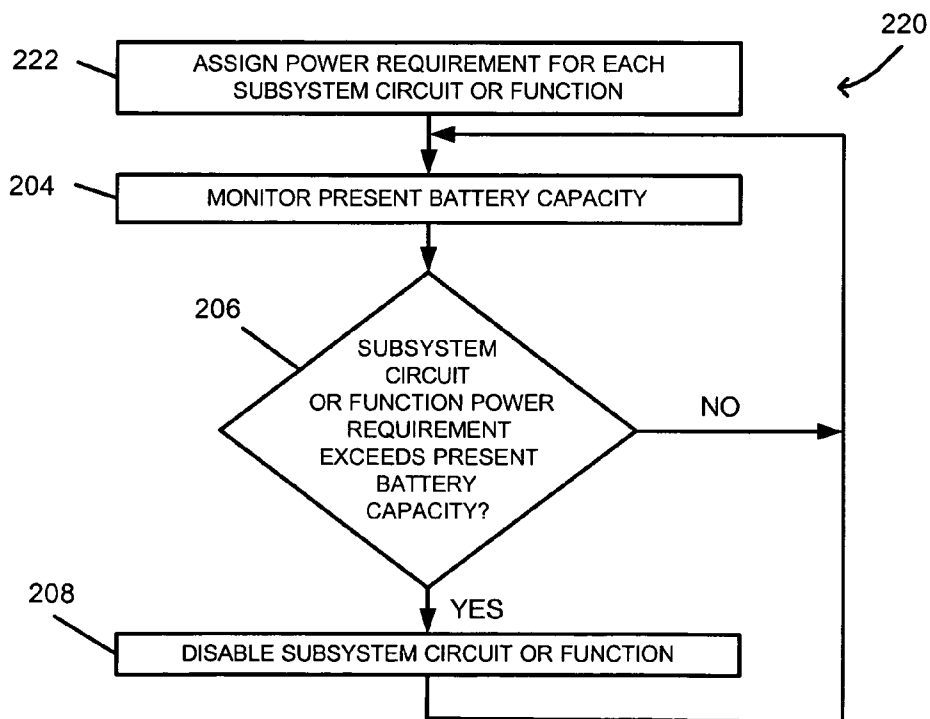 220
222
ASSIGN POWER REQUIREMENT FOR EACH
SUBSYSTEM CIRCUIT OR FUNCTION
204
MONITOR PRESENT BATTERY CAPACITY
206
SUBSYSTEM
CIRCUIT
OR FUNCTION POWER
REQUIREMENT
EXCEEDS PRESENT
BATTERY
CAPACITY?
NO
YES
208
DISABLE SUBSYSTEM CIRCUIT OR FUNCTION